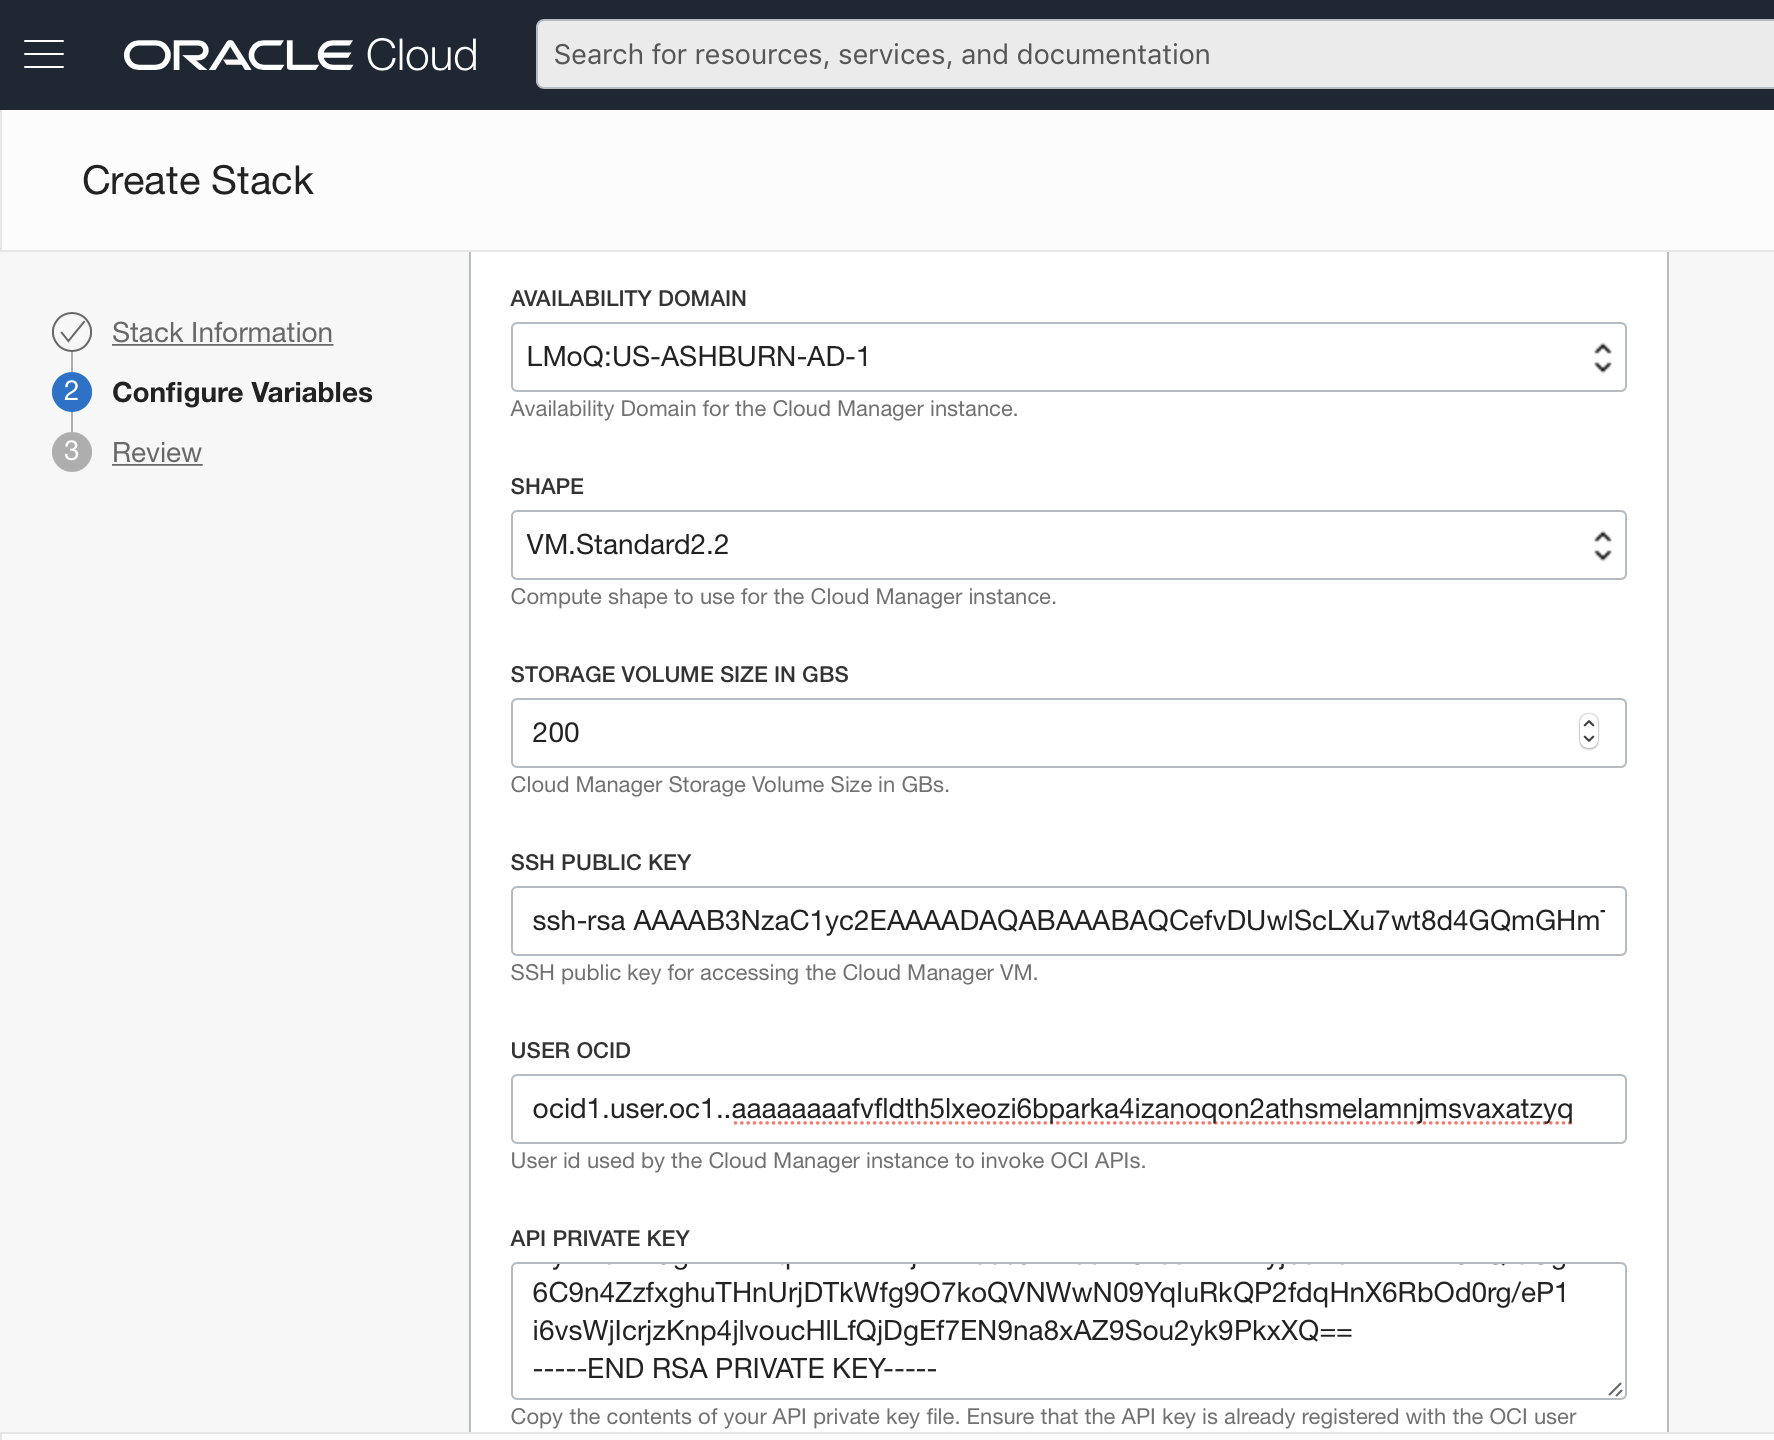 ORACLE Cloud
Search for resources, services, and documentation
Create Stack
Stack Information
2 Configure Variables
3 Review
AVAILABILITY DOMAIN
LMoQ:US-ASHBURN-AD-1
Availability Domain for the Cloud Manager instance.
SHAPE
VM.Standard2.2
Compute shape to use for the Cloud Manager instance.
STORAGE VOLUME SIZE IN GBS
200
Cloud Manager Storage Volume Size in GBs.
SSH PUBLIC KEY
ssh-rsa AAAAB3NzaC1yc2EAAAADAQABAAABAQCefvDUwlScLXu7wt8d4GQmGHm
SSH public key for accessing the Cloud Manager VM.
USER OCID
ocid1.user.oc1..aaaaaaaafvfldth5lxeozi6bparka4izanoqon2athsmelamnjmsvaxatzyq
User id used by the Cloud Manager instance to invoke OCI APIs.
API PRIVATE KEY
6C9n4ZzfxghuTHnUrjDTkWfg9O7koQVNWwN09YqIuRkQP2fdqHnX6RbOd0rg/eP1
i6vsWjIcrjzKnp4jlvoucHILfQjDgEf7EN9na8xAZ9Sou2yk9PkxXQ==
-----END RSA PRIVATE KEY-----
Copy the contents of your API private key file. Ensure that the API key is already registered with the OCI user